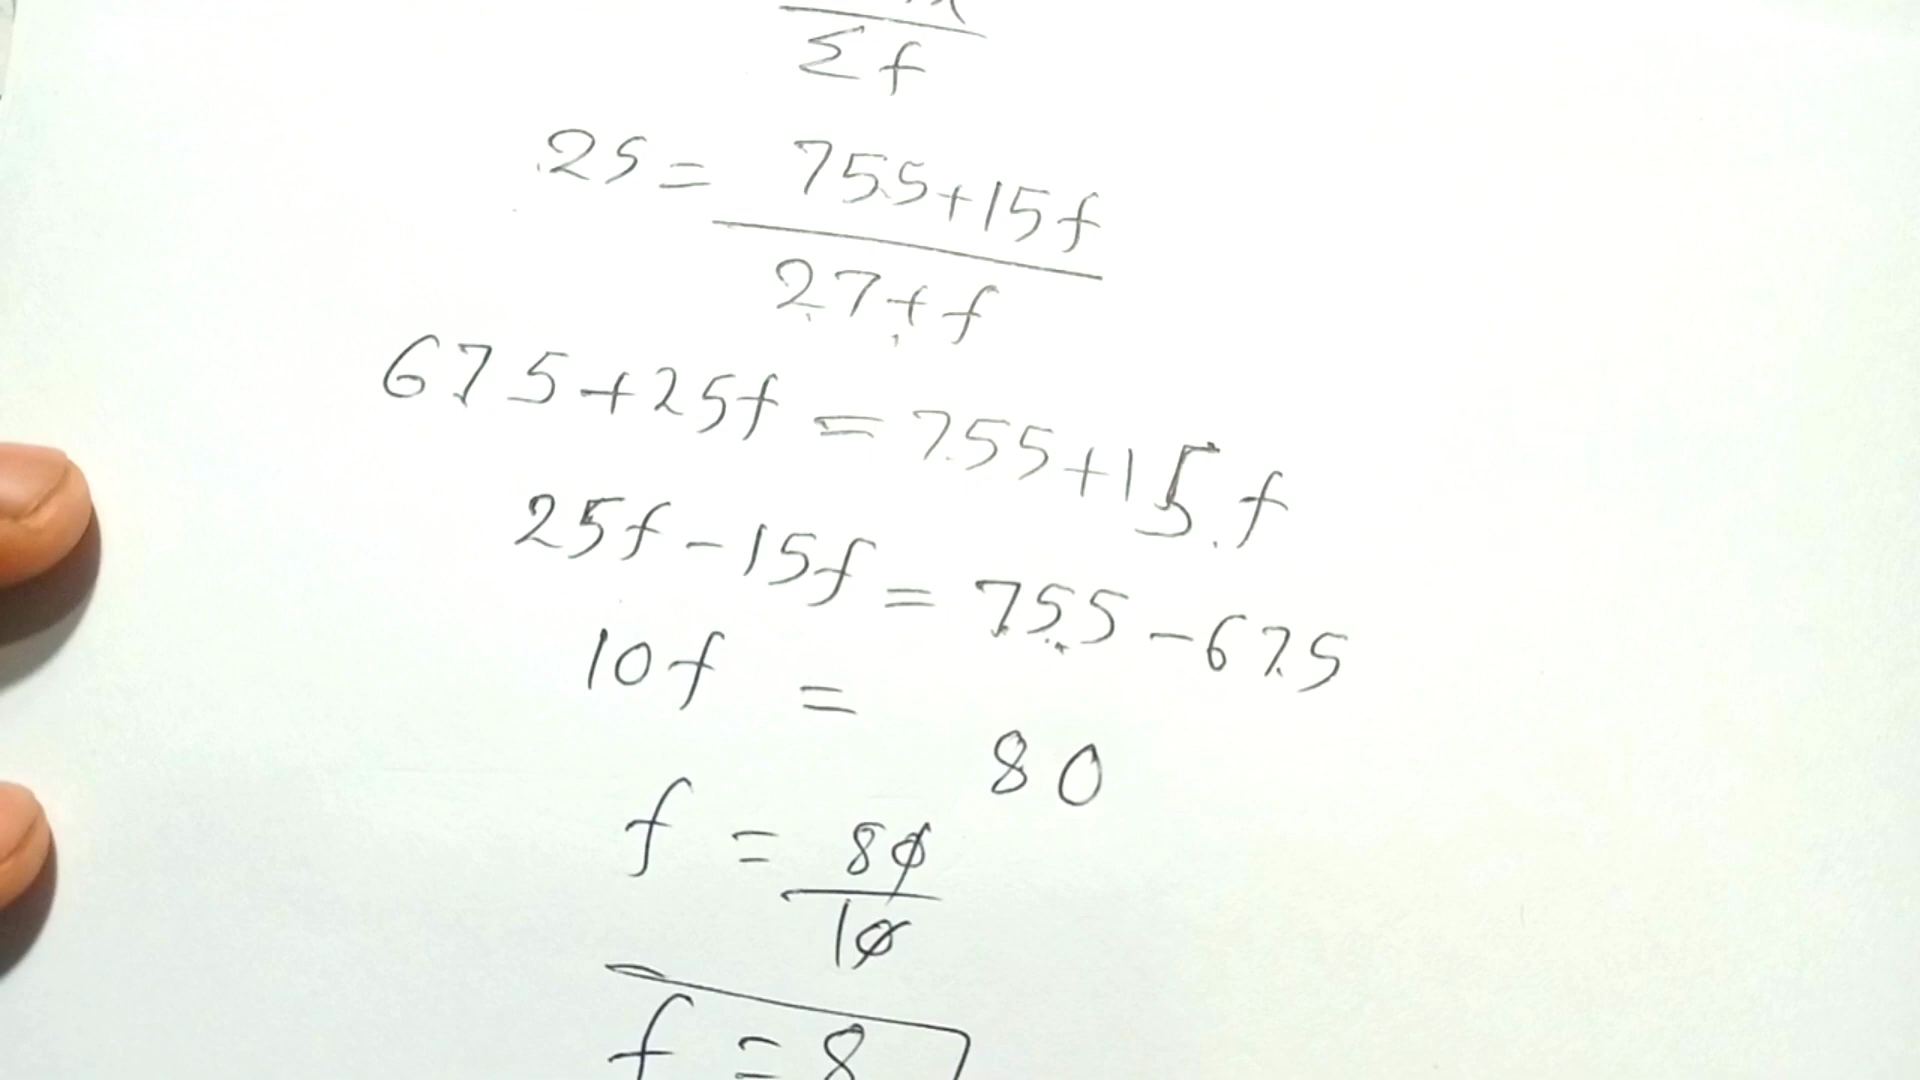 Σf
25 = 755+15f
27+f
675+25f = 755+15f
25f-15f = 755-675
10f = 80
f = 80
10
f = 8